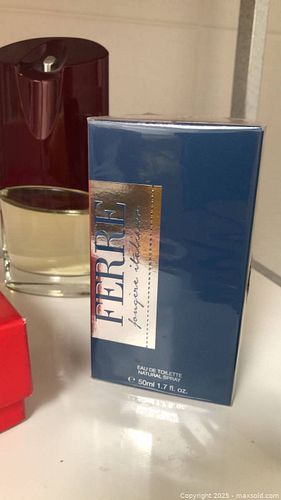 FERRE
fougère italiano
EAU DE TOILETTE
NATURAL SPRAY
e 50ml 1.7 fl. oz.
Copyright © 2025 - maxsold.com